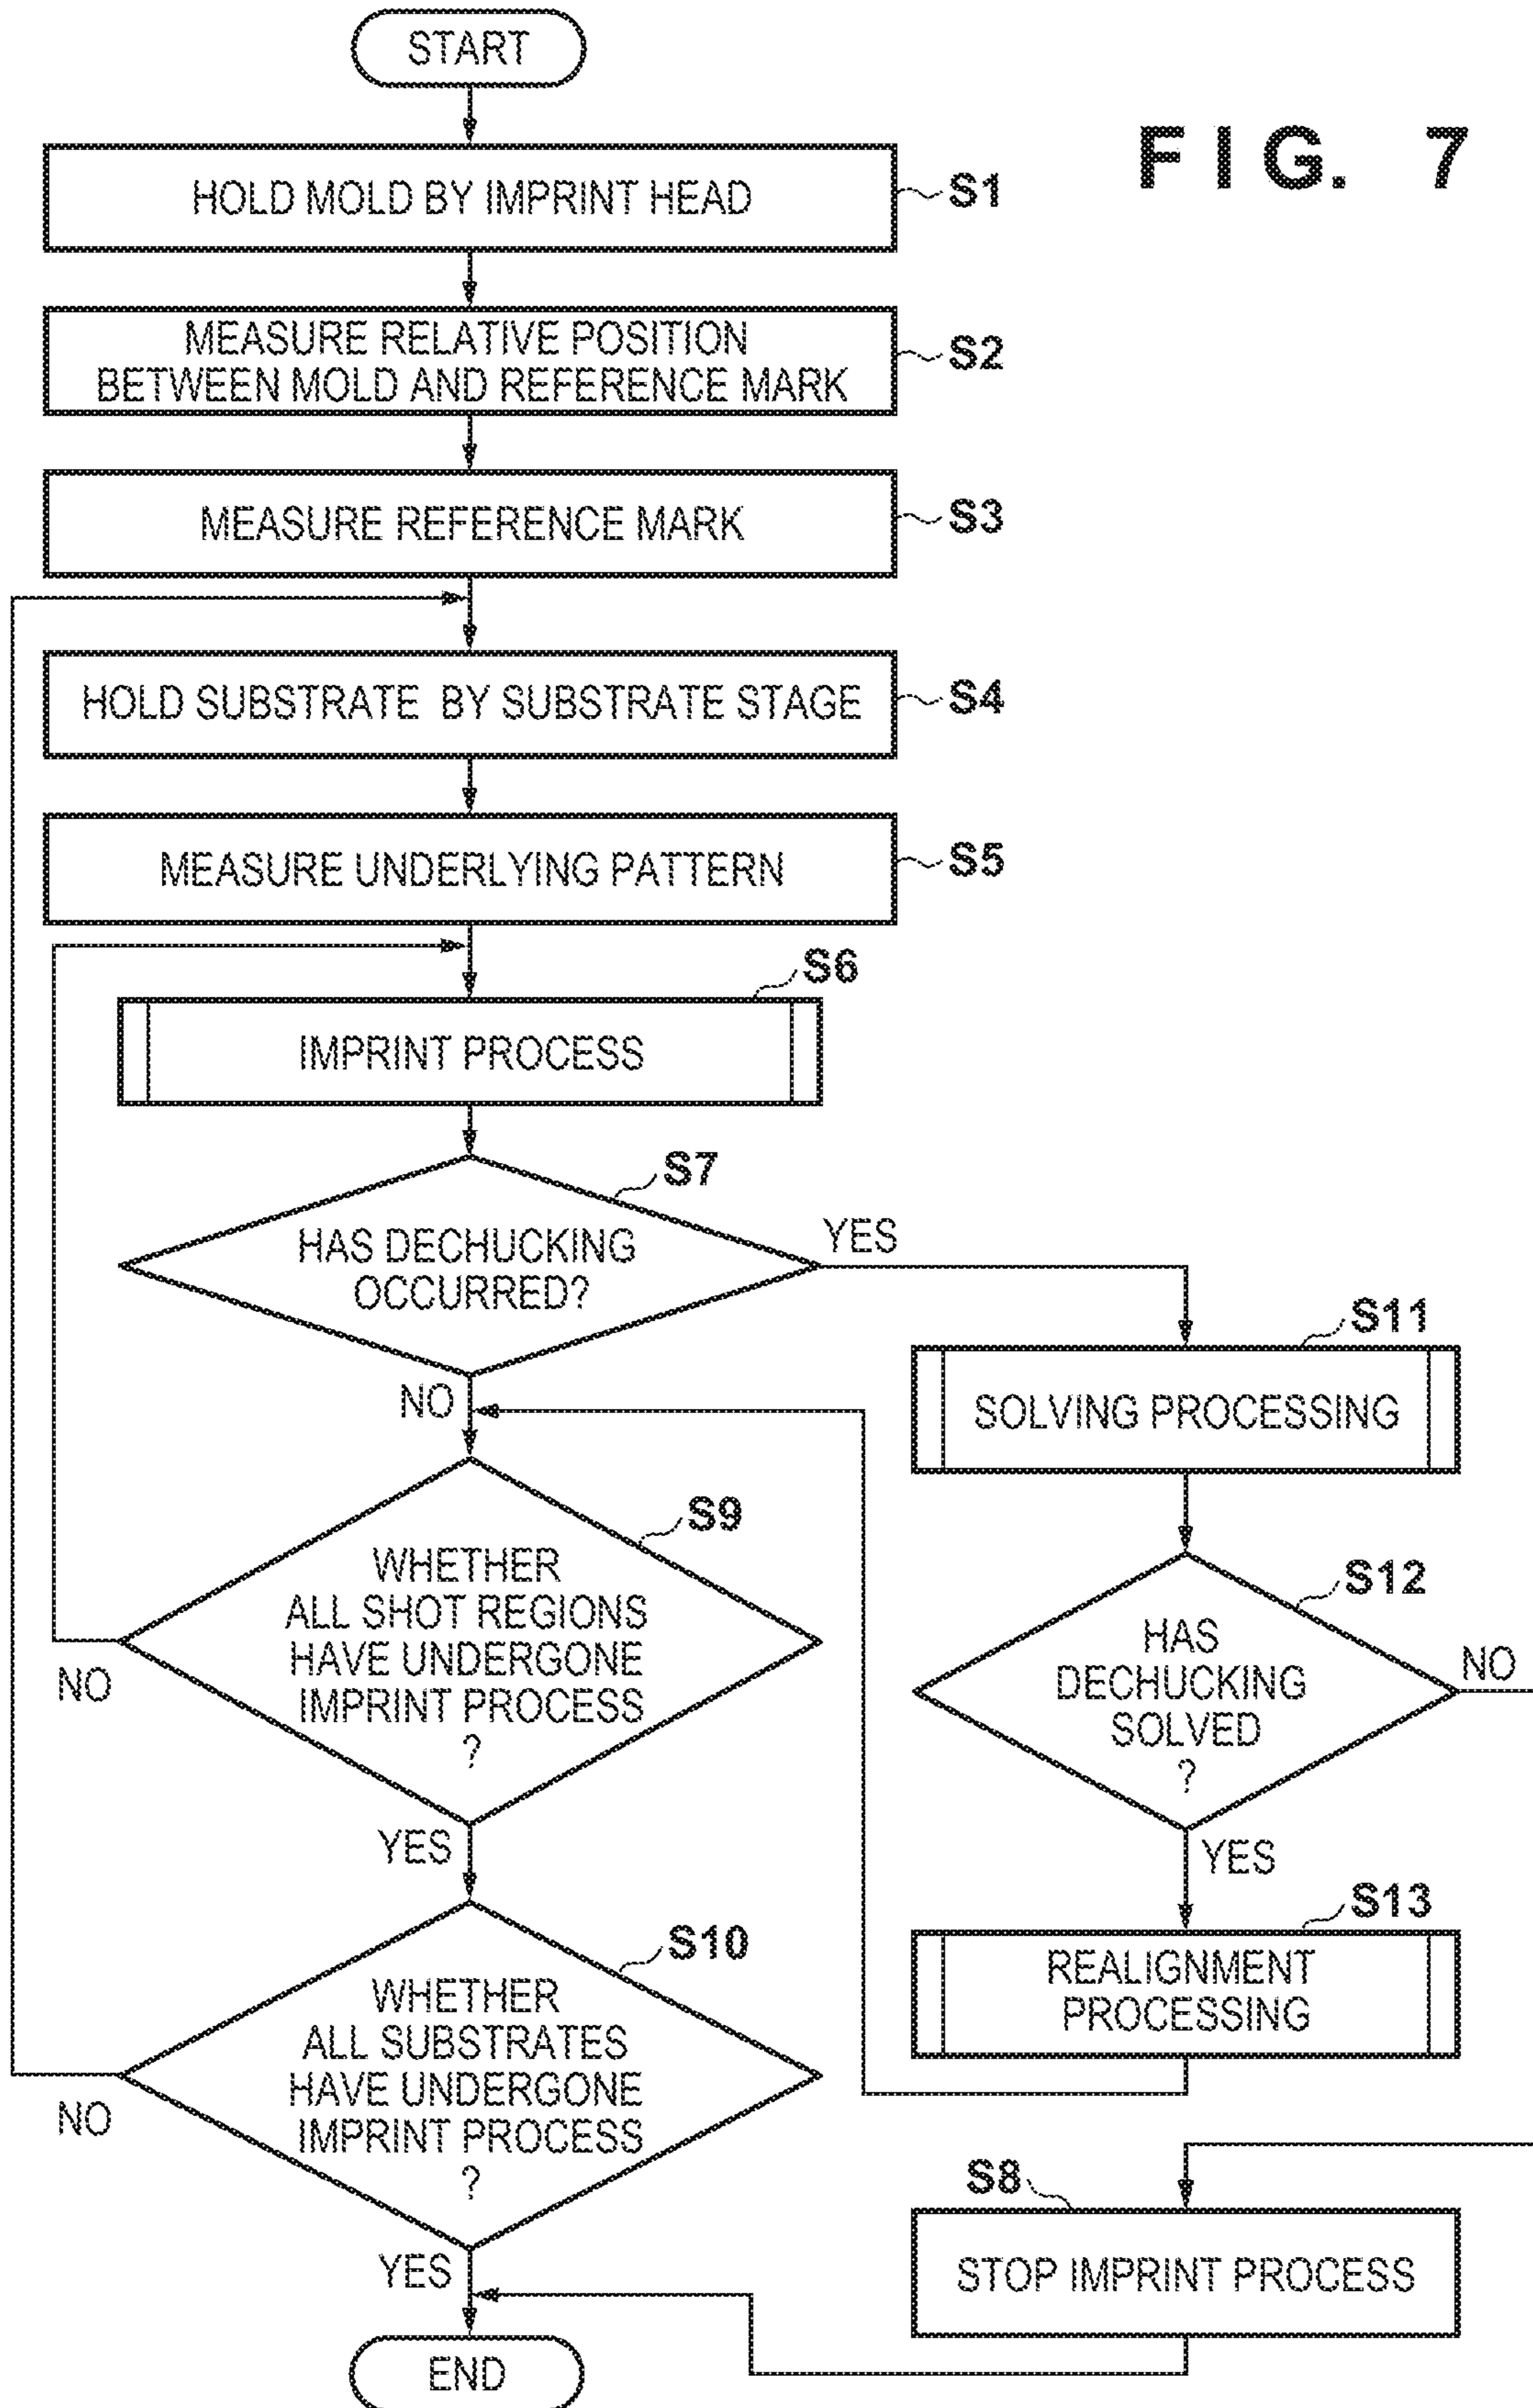 START
FIG. 7
HOLD MOLD BY IMPRINT HEAD
S1
MEASURE RELATIVE POSITION
BETWEEN MOLD AND REFERENCE MARK
S2
MEASURE REFERENCE MARK
S3
HOLD SUBSTRATE BY SUBSTRATE STAGE
S4
MEASURE UNDERLYING PATTERN
S5
S6
IMPRINT PROCESS
S7
HAS DECHUCKING
OCCURRED?
YES
NO
S11
SOLVING PROCESSING
S9
WHETHER
ALL SHOT REGIONS
HAVE UNDERGONE
IMPRINT PROCESS
?
NO
YES
S12
HAS
DECHUCKING
SOLVED
?
NO
YES
S13
REALIGNMENT
PROCESSING
S10
WHETHER
ALL SUBSTRATES
HAVE UNDERGONE
IMPRINT PROCESS
?
NO
YES
S8
STOP IMPRINT PROCESS
END